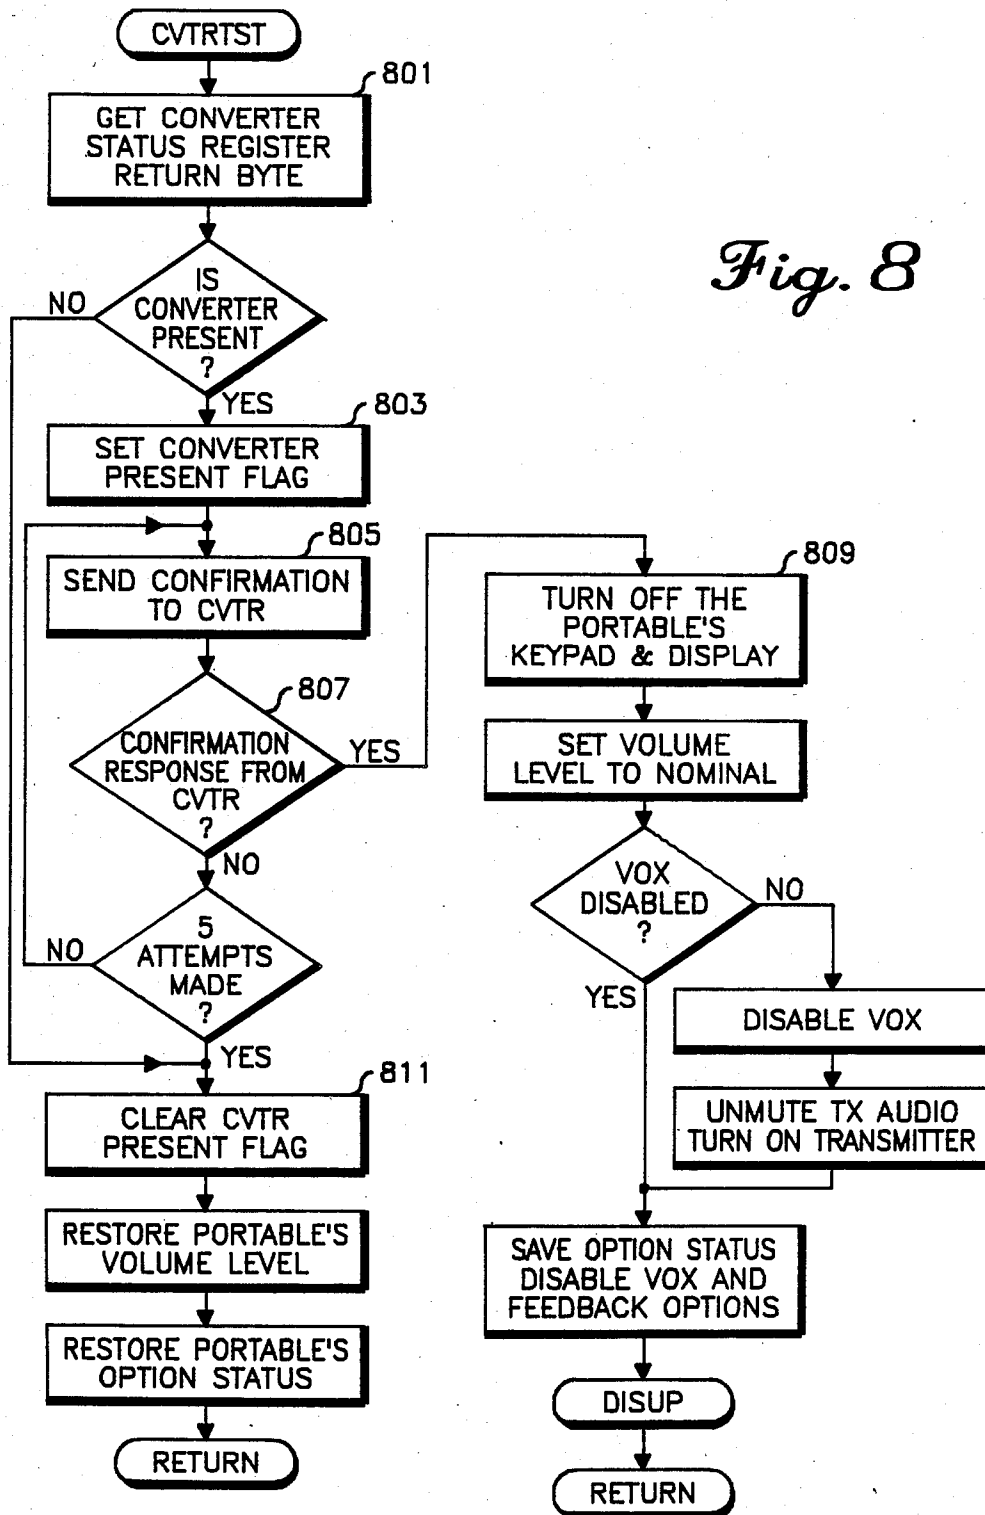 CVTRTST
801
GET CONVERTER
STATUS REGISTER
RETURN BYTE
Fig. 8
IS
CONVERTER
PRESENT
?
NO
YES
803
SET CONVERTER
PRESENT FLAG
805
SEND CONFIRMATION
TO CVTR
807
CONFIRMATION
RESPONSE FROM
CVTR
?
YES
NO
5
ATTEMPTS
MADE
?
NO
YES
811
CLEAR CVTR
PRESENT FLAG
RESTORE PORTABLE'S
VOLUME LEVEL
RESTORE PORTABLE'S
OPTION STATUS
RETURN
809
TURN OFF THE
PORTABLE'S
KEYPAD & DISPLAY
SET VOLUME
LEVEL TO NOMINAL
VOX
DISABLED
?
NO
YES
DISABLE VOX
UNMUTE TX AUDIO
TURN ON TRANSMITTER
SAVE OPTION STATUS
DISABLE VOX AND
FEEDBACK OPTIONS
DISUP
RETURN